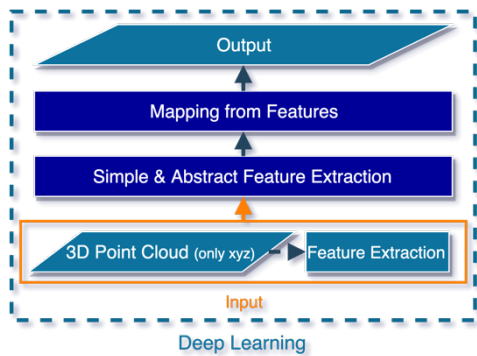 Output
Mapping from Features
Simple & Abstract Feature Extraction
3D Point Cloud (only xyz)
Feature Extraction
Input
Deep Learning